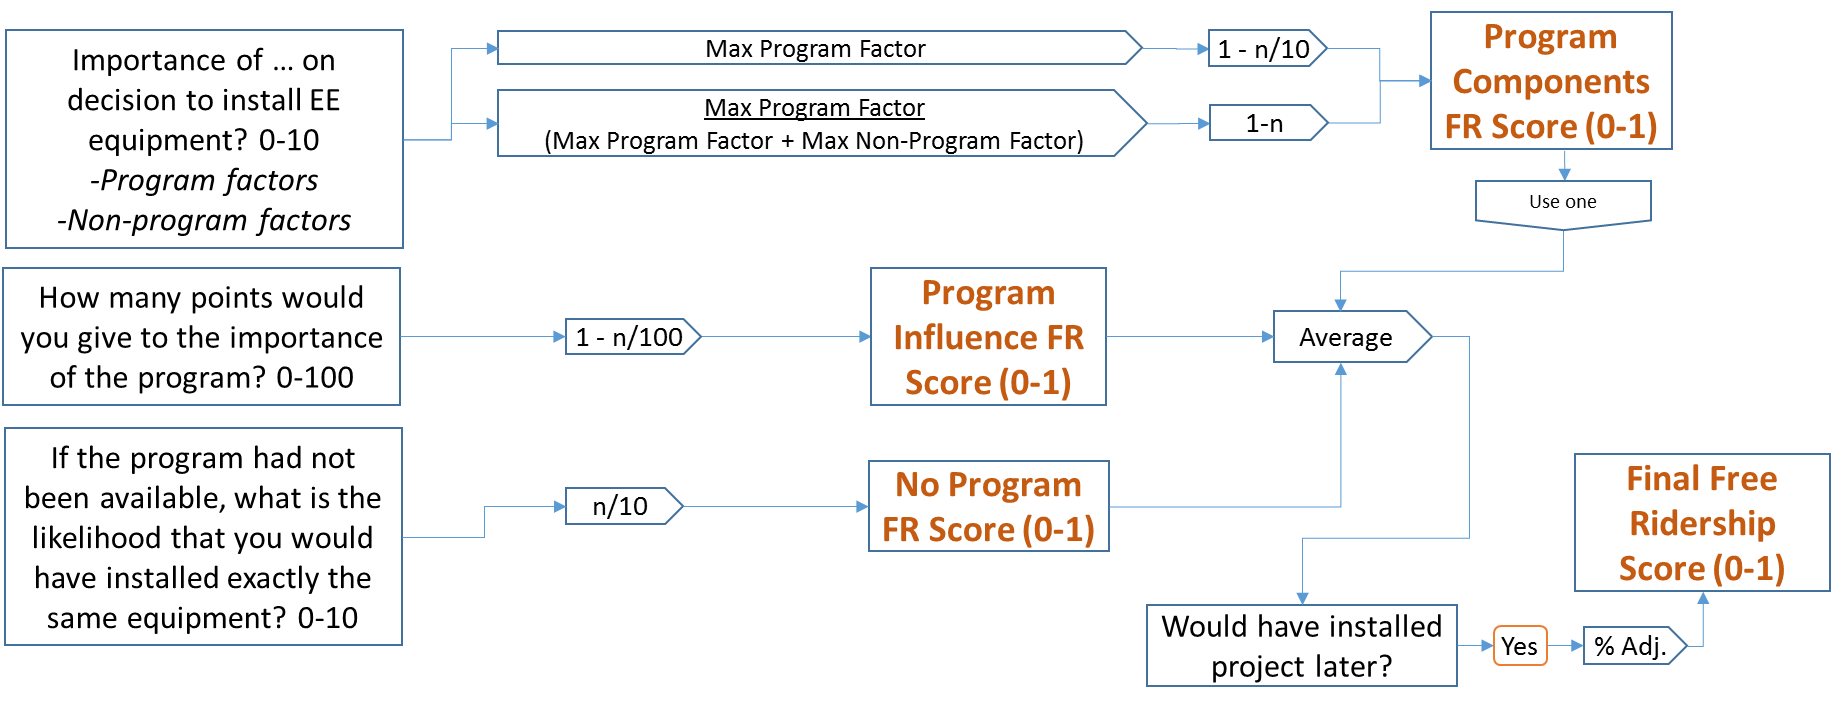 Importance of ... on
decision to install EE
equipment? 0-10
-Program factors
-Non-program factors
Max Program Factor
1 - n/10
Max Program Factor
(Max Program Factor + Max Non-Program Factor)
1-n
Program
Components
FR Score (0-1)
Use one
How many points would
you give to the importance
of the program? 0-100
1 - n/100
Program
Influence FR
Score (0-1)
Average
If the program had not
been available, what is the
likelihood that you would
have installed exactly the
same equipment? 0-10
n/10
No Program
FR Score (0-1)
Would have installed
project later?
Yes
% Adj.
Final Free
Ridership
Score (0-1)